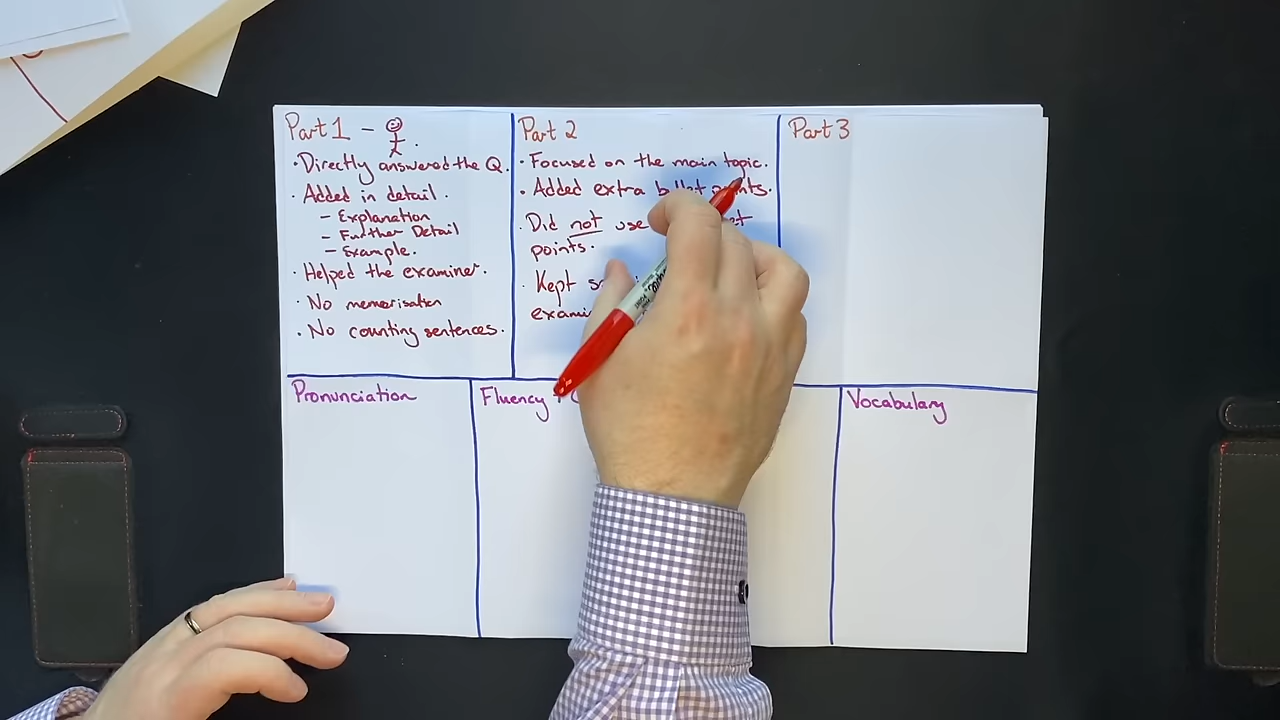 Part 1 -
• Directly answered the Q.
• Added in detail.
- Explanation
- Further Detail
- Example.
• Helped the examiner.
• No memorisation
• No counting sentences.
Part 2
• Focused on the main topic.
• Added extra bullet points.
Did not use
points.
• Kept
Part 3
Pronunciation
Fluency +
Vocabulary